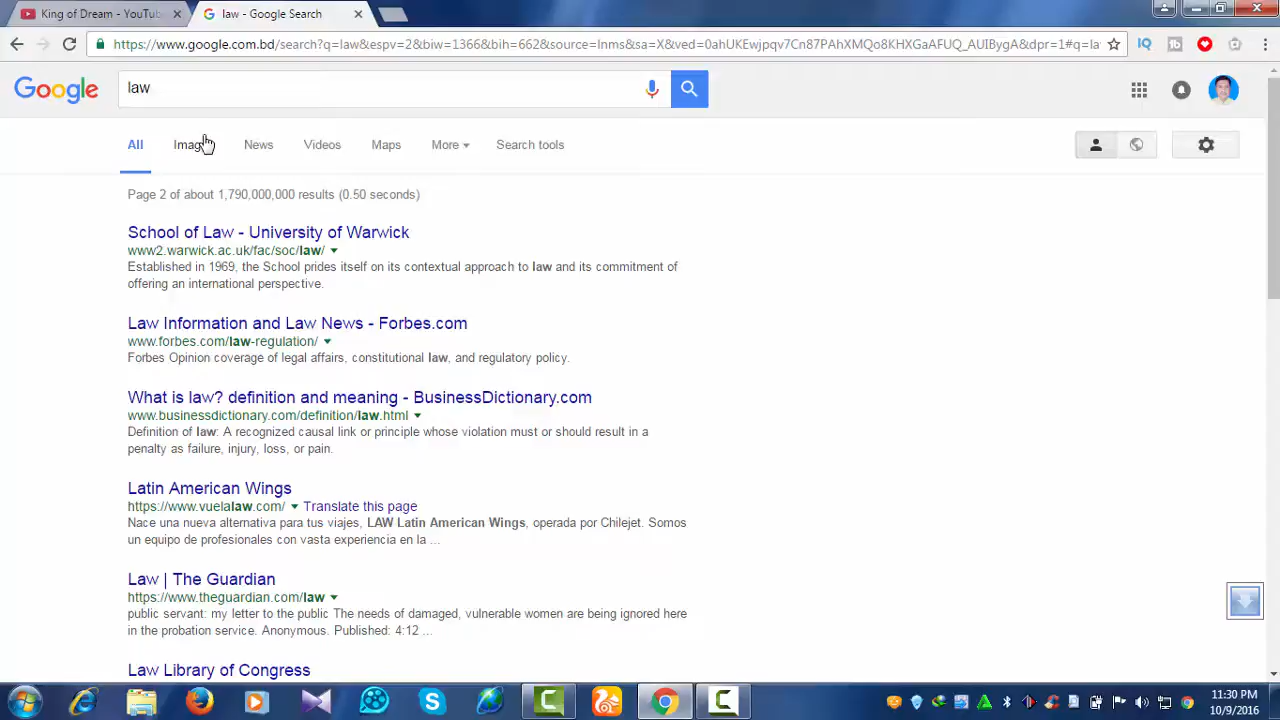 King of Dream - YouTub
law - Google Search
https://www.google.com.bd/search?q=law&espv=2&biw=1366&bih=662&source=lnms&sa=X&ved=0ahUKEwjpqv7Cn87PAhXMQo8KHXGaAFUQ_AUIBygA&dpr=1#q=la
Google
law
All
News
Videos
Maps
More
Search tools
Page 2 of about 1,790,000,000 results (0.50 seconds)
School of Law - University of Warwick
www2.warwick.ac.uk/fac/soc/law/
Established in 1969, the School prides itself on its contextual approach to law and its commitment of
offering an international perspective.
Law Information and Law News - Forbes.com
www.forbes.com/law-regulation/
Forbes Opinion coverage of legal affairs, constitutional law, and regulatory policy.
What is law? definition and meaning - BusinessDictionary.com
www.businessdictionary.com/definition/law.html
Definition of law: A recognized causal link or principle whose violation must or should result in a
penalty as failure, injury, loss, or pain.
Latin American Wings
https://www.vuelalaw.com/ Translate this page
Nace una nueva alternativa para tus viajes, LAW Latin American Wings, operada por Chilejet. Somos
un equipo de profesionales con vasta experiencia en la ...
Law | The Guardian
https://www.theguardian.com/law
public servant: my letter to the public The needs of damaged, vulnerable women are being ignored here
in the probation service. Anonymous. Published: 4:12 ...
Law Library of Congress
11:30 PM
10/9/2016